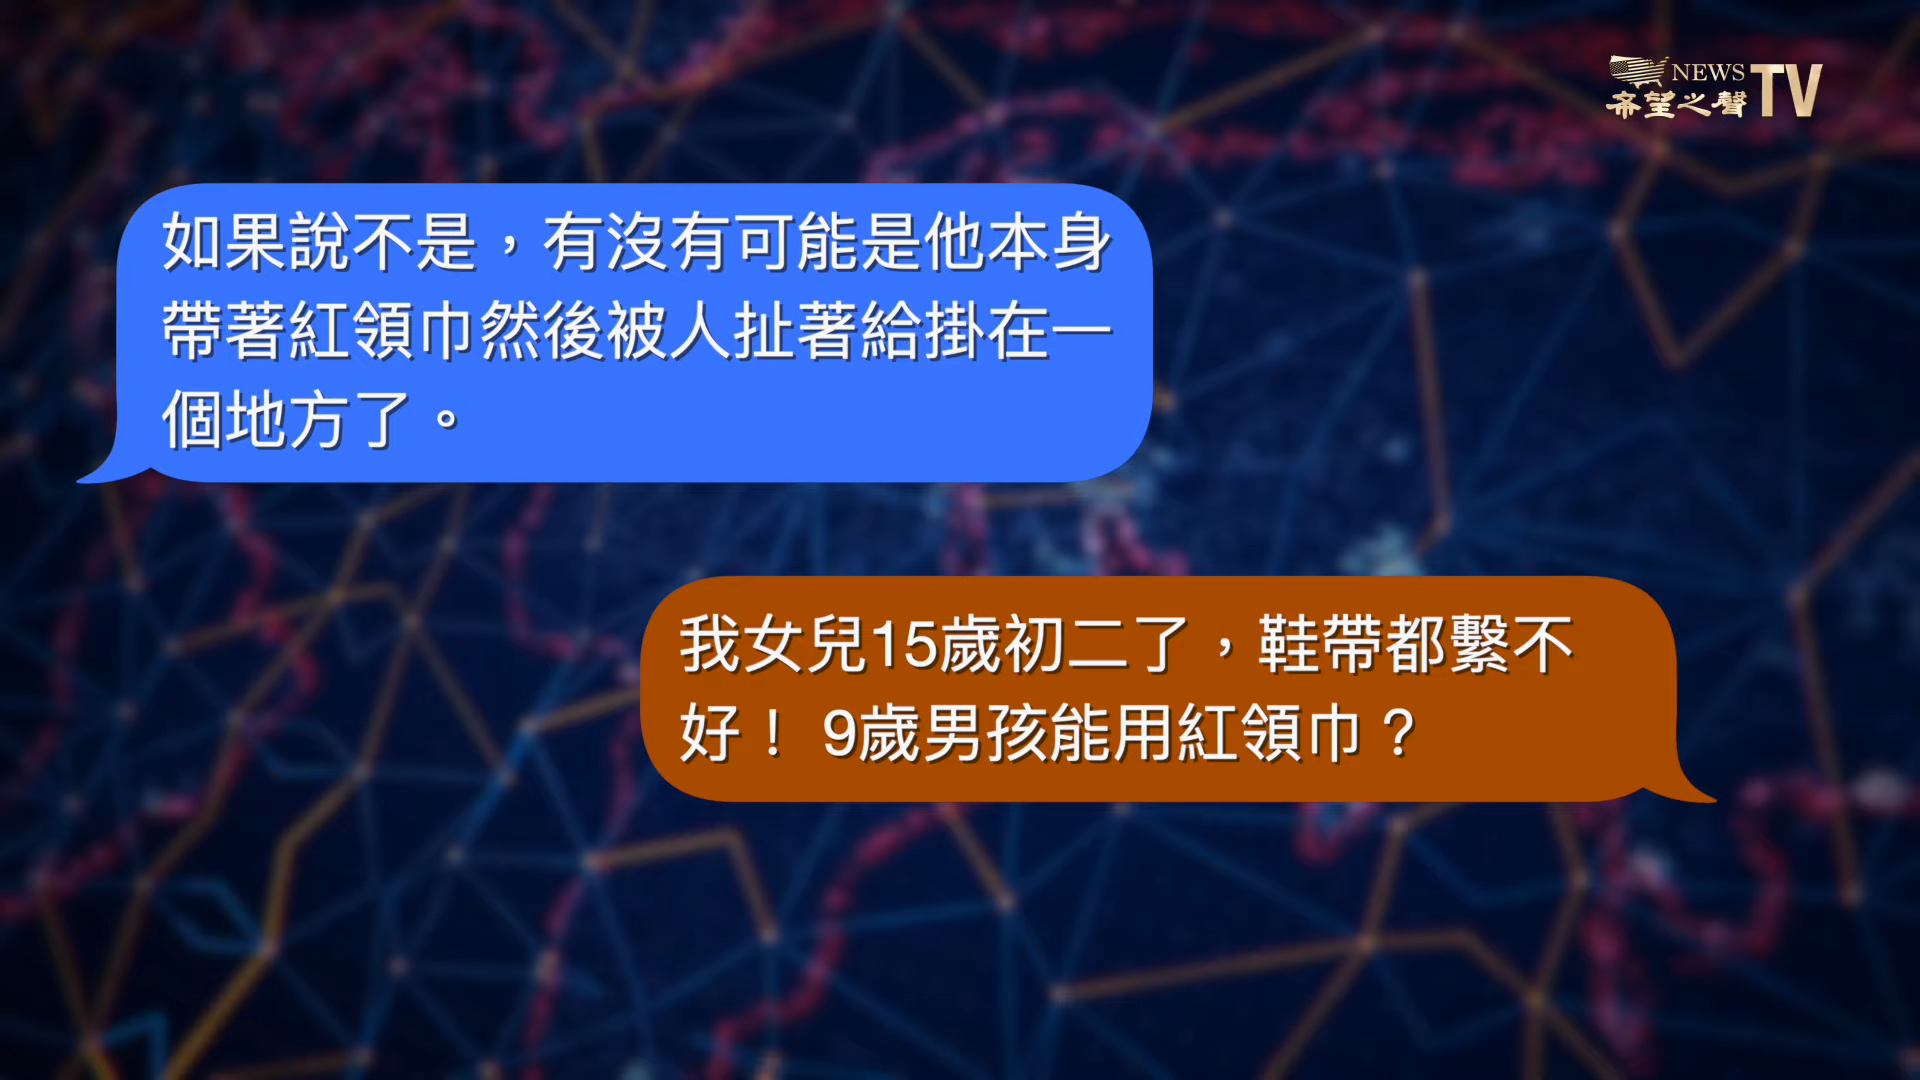 NEWS
希望之聲TV
如果說不是，有沒有可能是他本身
帶著紅領巾然後被人扯著給掛在一
個地方了。
我女兒15歲初二了，鞋帶都繫不
好！ 9歲男孩能用紅領巾？